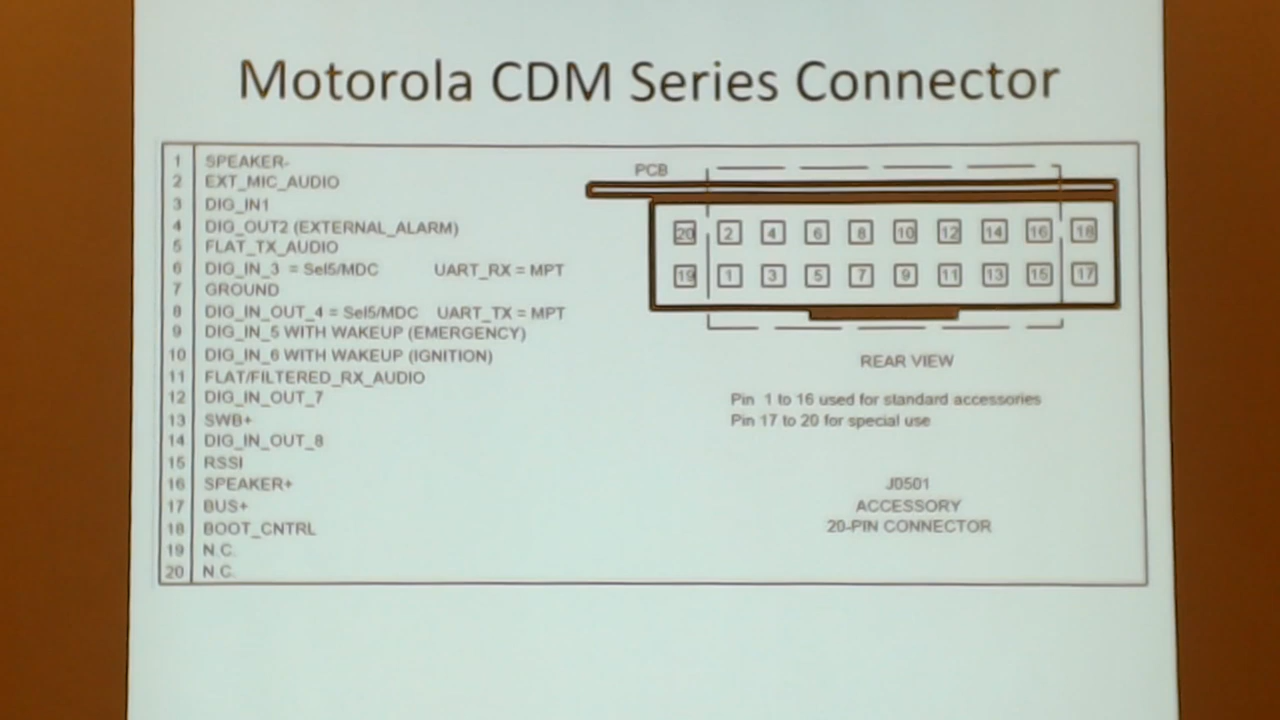 Motorola CDM Series Connector
1 SPEAKER-
2 EXT_MIC_AUDIO
3 DIG_IN1
4 DIG_OUT2 (EXTERNAL_ALARM)
5 FLAT_TX_AUDIO
6 DIG_IN_3 = Sel5/MDC UART_RX = MPT
7 GROUND
8 DIG_IN_OUT_4 = Sel5/MDC UART_TX = MPT
9 DIG_IN_5 WITH WAKEUP (EMERGENCY)
10 DIG_IN_6 WITH WAKEUP (IGNITION)
11 FLAT/FILTERED_RX_AUDIO
12 DIG_IN_OUT_7
13 SWB+
14 DIG_IN_OUT_8
15 RSSI
16 SPEAKER+
17 BUS+
18 BOOT_CNTRL
19 N.C.
20 N.C.
PCB
20 2 4 6 8 10 12 14 16 18
19 1 3 5 7 9 11 13 15 17
REAR VIEW
Pin 1 to 16 used for standard accessories
Pin 17 to 20 for special use
J0501
ACCESSORY
20-PIN CONNECTOR